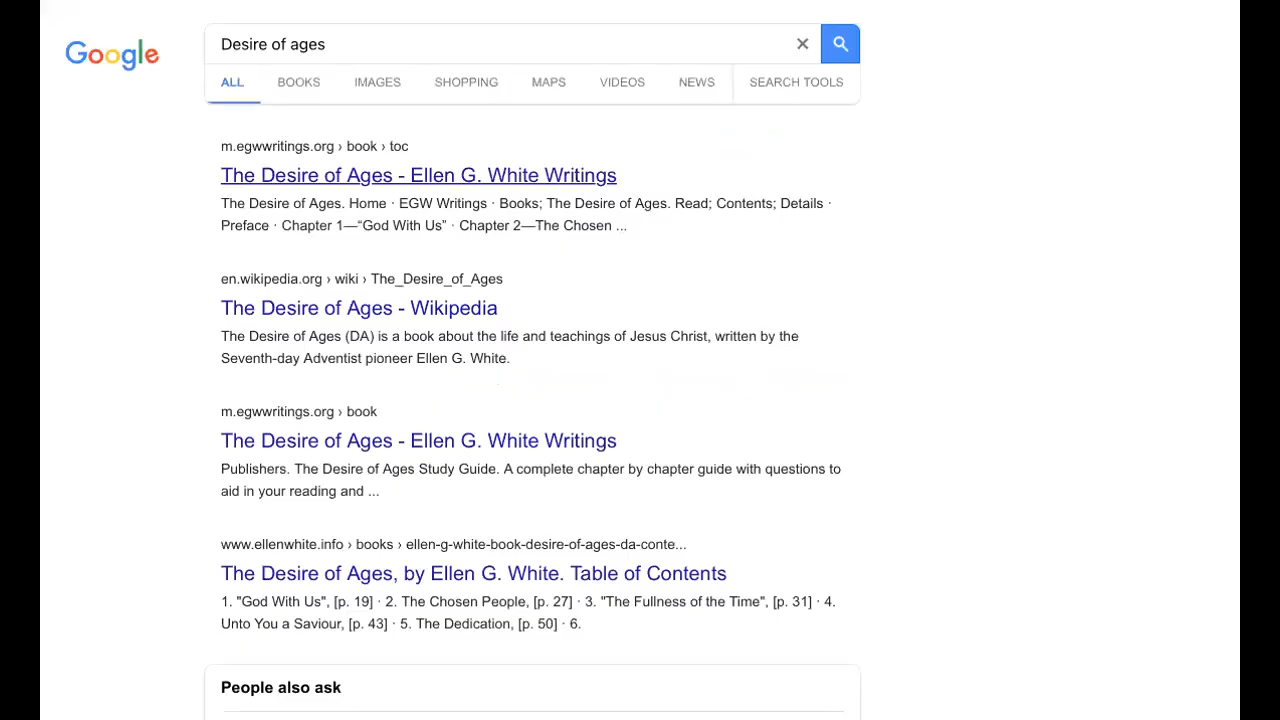 Google
Desire of ages
ALL BOOKS IMAGES SHOPPING MAPS VIDEOS NEWS SEARCH TOOLS
m.egwwritings.org › book › toc
The Desire of Ages - Ellen G. White Writings
The Desire of Ages. Home · EGW Writings · Books; The Desire of Ages. Read; Contents; Details ·
Preface · Chapter 1—“God With Us” · Chapter 2—The Chosen ...
en.wikipedia.org › wiki › The_Desire_of_Ages
The Desire of Ages - Wikipedia
The Desire of Ages (DA) is a book about the life and teachings of Jesus Christ, written by the
Seventh-day Adventist pioneer Ellen G. White.
m.egwwritings.org › book
The Desire of Ages - Ellen G. White Writings
Publishers. The Desire of Ages Study Guide. A complete chapter by chapter guide with questions to
aid in your reading and ...
www.ellenwhite.info › books › ellen-g-white-book-desire-of-ages-da-conte...
The Desire of Ages, by Ellen G. White. Table of Contents
1. "God With Us", [p. 19] · 2. The Chosen People, [p. 27] · 3. "The Fullness of the Time", [p. 31] · 4.
Unto You a Saviour, [p. 43] · 5. The Dedication, [p. 50] · 6.
People also ask